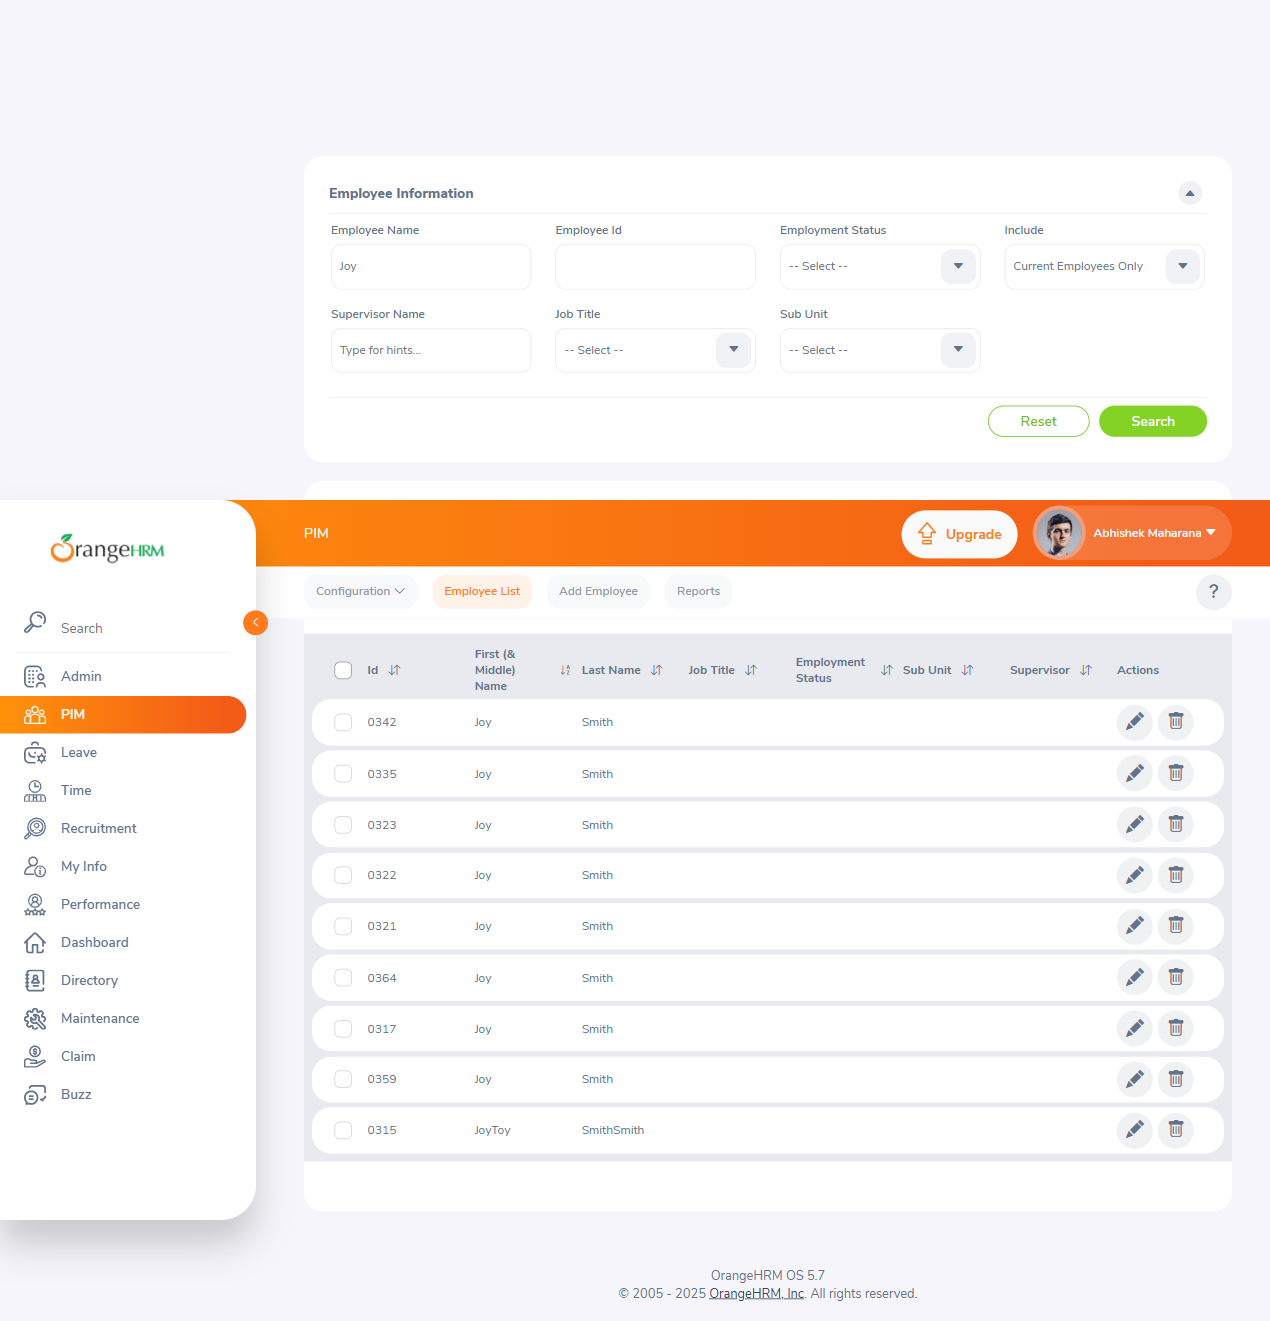 Employee Information
Employee Name
Employee Id
Employment Status
Include
Joy
-- Select --
Current Employees Only
Supervisor Name
Job Title
Sub Unit
Type for hints...
-- Select --
-- Select --
Reset
Search
OrangeHRM
PIM
Upgrade
Abhishek Maharana
Configuration
Employee List
Add Employee
Reports
?
Search
Admin
PIM
Leave
Time
Recruitment
My Info
Performance
Dashboard
Directory
Maintenance
Claim
Buzz
Id
First (&
Middle)
Name
Last Name
Job Title
Employment
Status
Sub Unit
Supervisor
Actions
0342 Joy Smith
0335 Joy Smith
0323 Joy Smith
0322 Joy Smith
0321 Joy Smith
0364 Joy Smith
0317 Joy Smith
0359 Joy Smith
0315 JoyToy SmithSmith
OrangeHRM OS 5.7
© 2005 - 2025 OrangeHRM, Inc. All rights reserved.